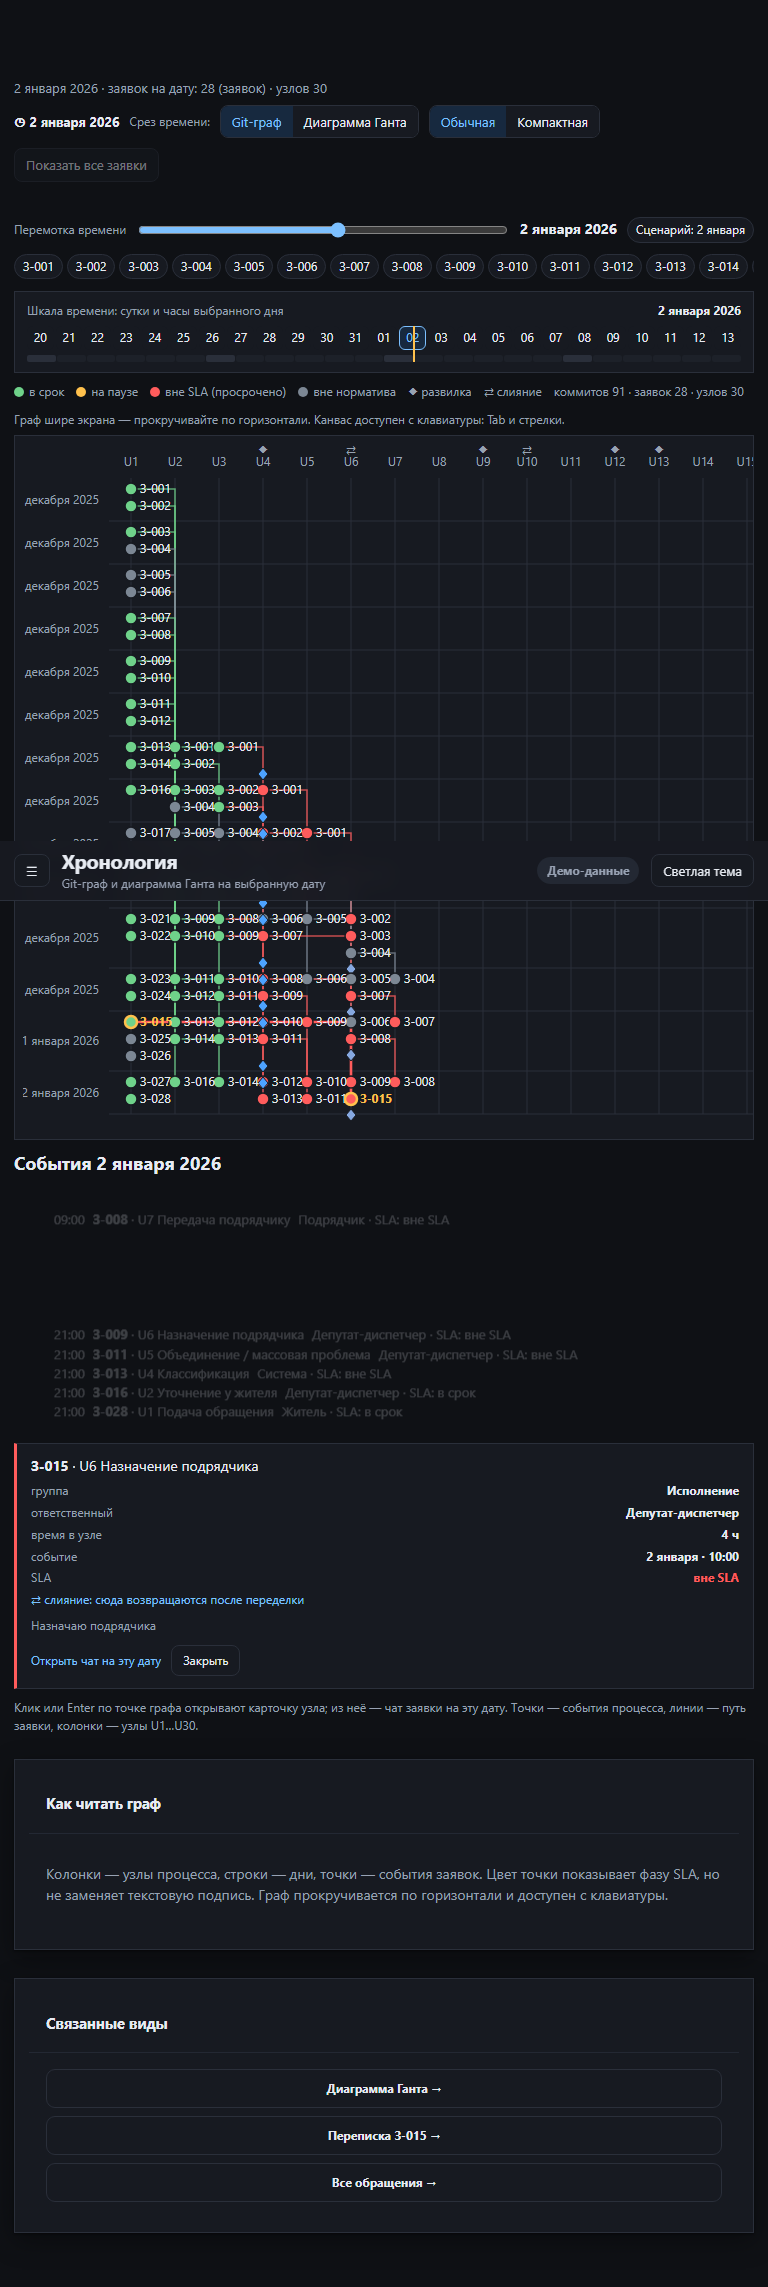 2 января 2026 · заявок на дату: 28 (заявок) · узлов 30
◷ 2 января 2026 Срез времени: Git-граф Диаграмма Ганта Обычная Компактная
Показать все заявки
Перемотка времени 2 января 2026 Сценарий: 2 января
3-001 3-002 3-003 3-004 3-005 3-006 3-007 3-008 3-009 3-010 3-011 3-012 3-013 3-014
Шкала времени: сутки и часы выбранного дня 2 января 2026
20 21 22 23 24 25 26 27 28 29 30 31 01 02 03 04 05 06 07 08 09 10 11 12 13
в срок на паузе вне SLA (просрочено) вне норматива ◆ развилка ⇄ слияние коммитов 91 · заявок 28 · узлов 30
Граф шире экрана — прокручивайте по горизонтали. Канвас доступен с клавиатуры: Tab и стрелки.
U1 U2 U3 U4 U5 U6 U7 U8 U9 U10 U11 U12 U13 U14 U15
3-001
декабря 2025
3-002
3-003
декабря 2025
3-004
3-005
декабря 2025
3-006
3-007
декабря 2025
3-008
3-009
декабря 2025
3-010
3-011
декабря 2025
3-012
3-013 3-001 3-001
декабря 2025
3-014 3-002
3-016 3-003 3-002 3-001
декабря 2025
3-004 3-003
3-017 3-005 3-004 3-002 3-001
☰ Хронология Демо-данные Светлая тема
Git-граф и диаграмма Ганта на выбранную дату
3-021 3-009 3-008 3-006 3-005 3-002
декабря 2025
3-022 3-010 3-009 3-007 3-003
3-004
3-023 3-011 3-010 3-008 3-006 3-005 3-004
декабря 2025
3-024 3-012 3-011 3-009 3-007
3-015 3-013 3-012 3-010 3-009 3-006 3-007
1 января 2026
3-025 3-014 3-013 3-011 3-008
3-026
3-027 3-016 3-014 3-012 3-010 3-009 3-008
2 января 2026
3-028 3-013 3-011 3-015
События 2 января 2026
09:00 3-008 · U7 Передача подрядчику Подрядчик · SLA: вне SLA
21:00 3-009 · U6 Назначение подрядчика Депутат-диспетчер · SLA: вне SLA
21:00 3-011 · U5 Объединение / массовая проблема Депутат-диспетчер · SLA: вне SLA
21:00 3-013 · U4 Классификация Система · SLA: вне SLA
21:00 3-016 · U2 Уточнение у жителя Депутат-диспетчер · SLA: в срок
21:00 3-028 · U1 Подача обращения Житель · SLA: в срок
3-015 · U6 Назначение подрядчика
группа Исполнение
ответственный Депутат-диспетчер
время в узле 4 ч
событие 2 января · 10:00
SLA вне SLA
⇄ слияние: сюда возвращаются после переделки
Назначаю подрядчика
Открыть чат на эту дату Закрыть
Клик или Enter по точке графа открывают карточку узла; из неё — чат заявки на эту дату. Точки — события процесса, линии — путь
заявки, колонки — узлы U1…U30.
Как читать граф
Колонки — узлы процесса, строки — дни, точки — события заявок. Цвет точки показывает фазу SLA, но
не заменяет текстовую подпись. Граф прокручивается по горизонтали и доступен с клавиатуры.
Связанные виды
Диаграмма Ганта →
Переписка 3-015 →
Все обращения →